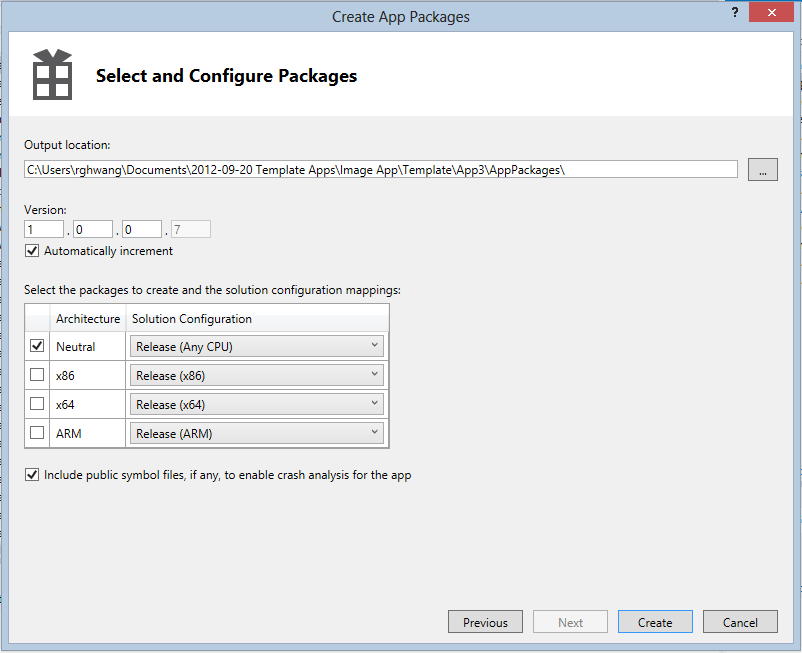 Create App Packages
?
Select and Configure Packages
Output location:
C:\Users\rghwang\Documents\2012-09-20 Template Apps\Image App\Template\App3\AppPackages\
...
Version:
1 . 0 . 0 . 7
Automatically increment
Select the packages to create and the solution configuration mappings:
Architecture Solution Configuration
Neutral Release (Any CPU)
x86 Release (x86)
x64 Release (x64)
ARM Release (ARM)
Include public symbol files, if any, to enable crash analysis for the app
Previous Next Create Cancel